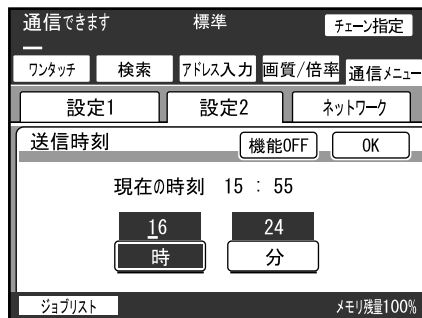 通信できます 標準 チェーン指定
ワンタッチ 検索 アドレス入力 画質/倍率 通信メニュー
設定1 設定2 ネットワーク
送信時刻 機能OFF OK
現在の時刻 15 : 55
16 24
時 分
ジョブリスト メモリ残量100%